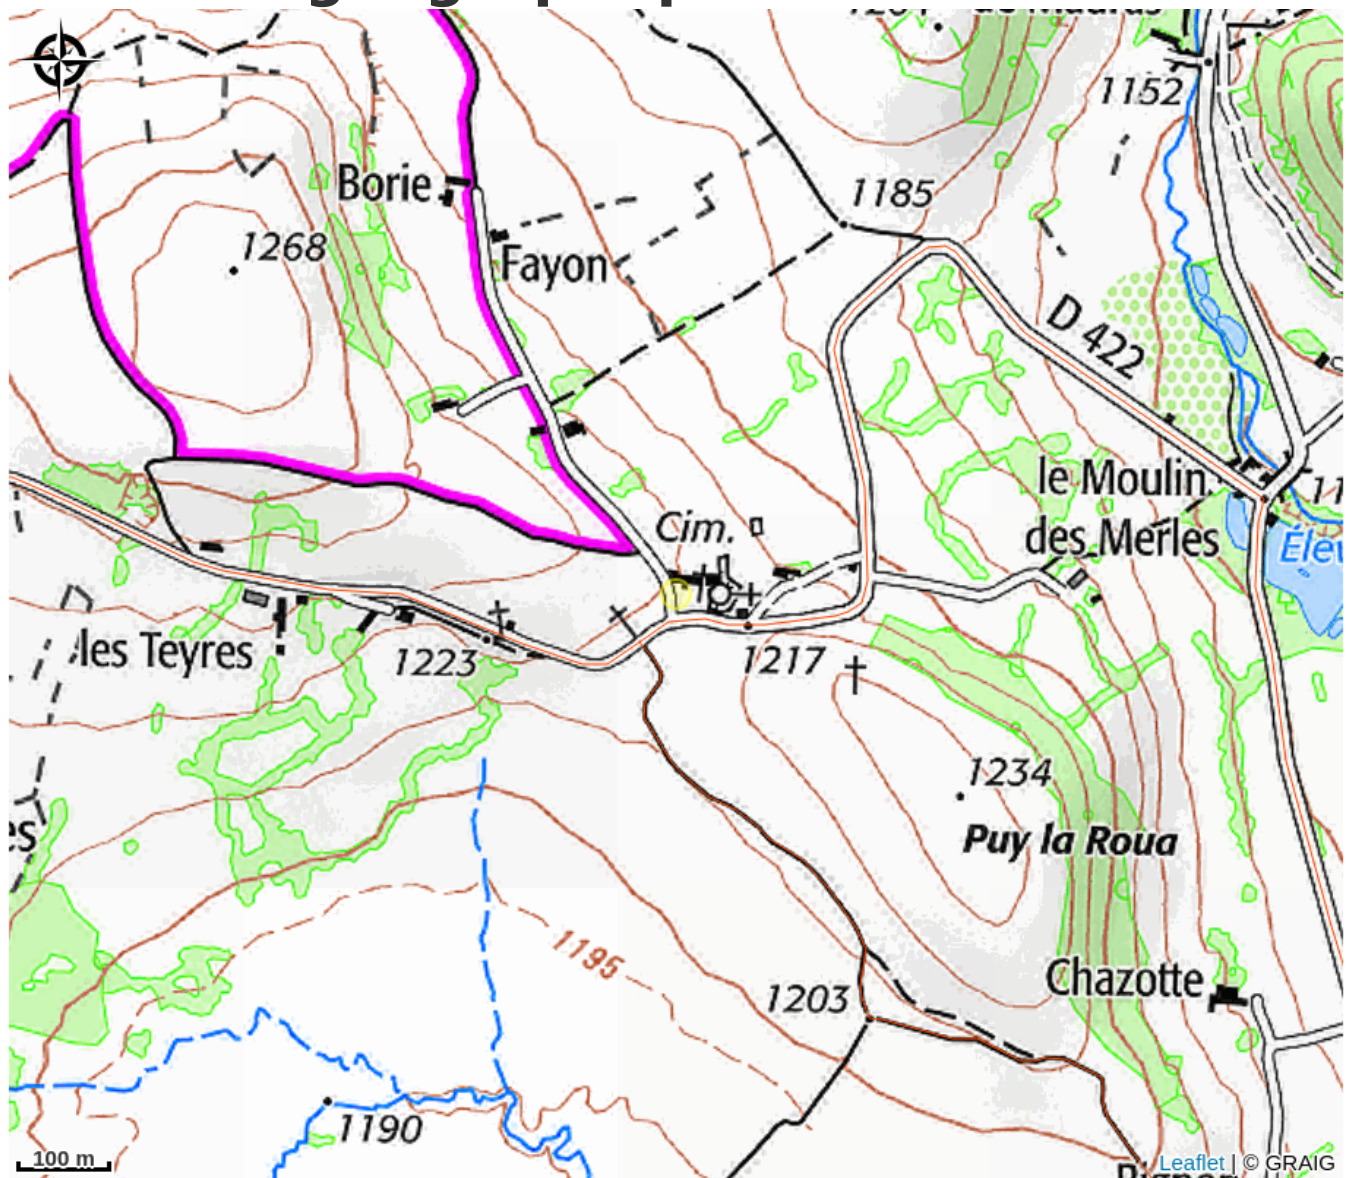 1152
Borie
1185
1268
Fayon
D 422
le Moulin
des Merles
Cim.
Élev
les Teyres
1223
1217
1234
Puy la Roua
1195
Chazotte
1203
1190
100 m
Leaflet | © GRAIG